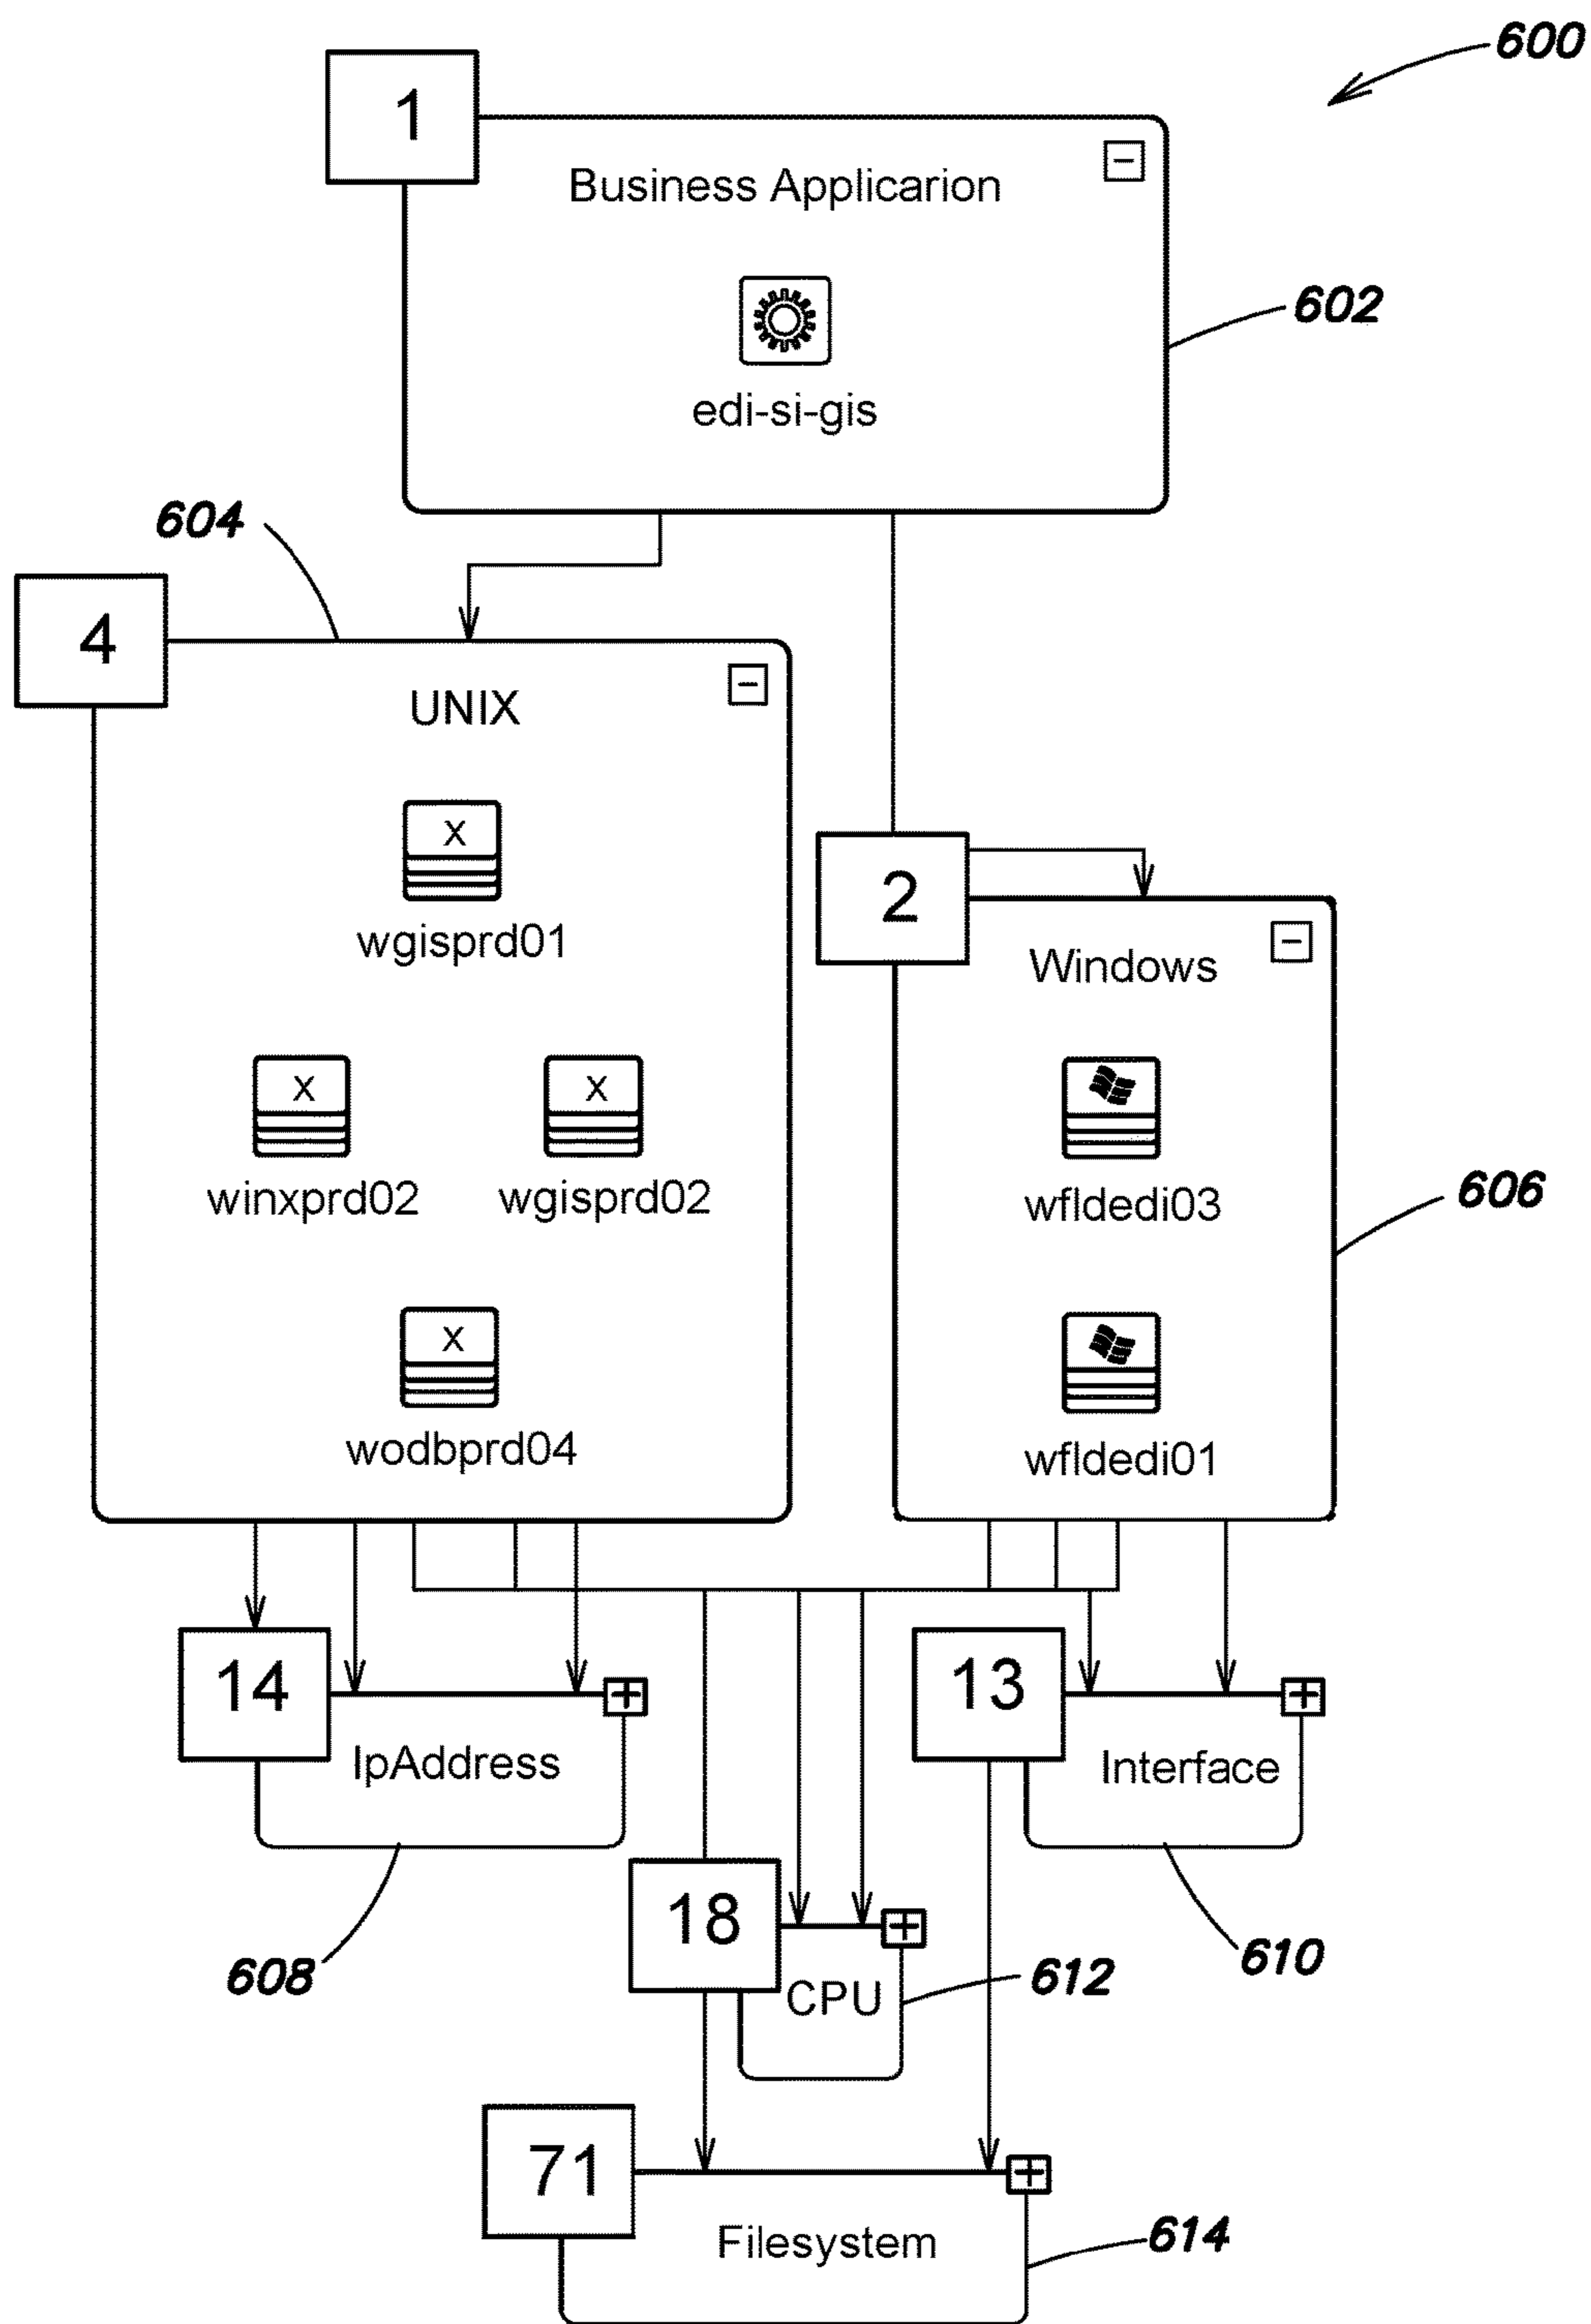 600
1
Business Applicarion
edi-si-gis
602
604
4
UNIX
x
wgisprd01
2
Windows
x
winxprd02
x
wgisprd02
wfldedi03
606
x
wodbprd04
wfldedi01
14
IpAddress
608
13
Interface
610
18
CPU
612
71
Filesystem
614